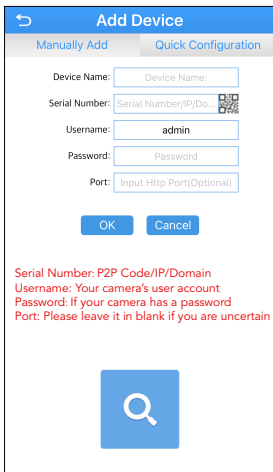 Add Device
Manually Add Quick Configuration
Device Name: Device Name:
Serial Number: Serial Number/IP/Do...
Username: admin
Password: Password
Port: Input Http Port(Optional)
OK Cancel
Serial Number: P2P Code/IP/Domain
Username: Your camera's user account
Password: If your camera has a password
Port: Please leave it in blank if you are uncertain